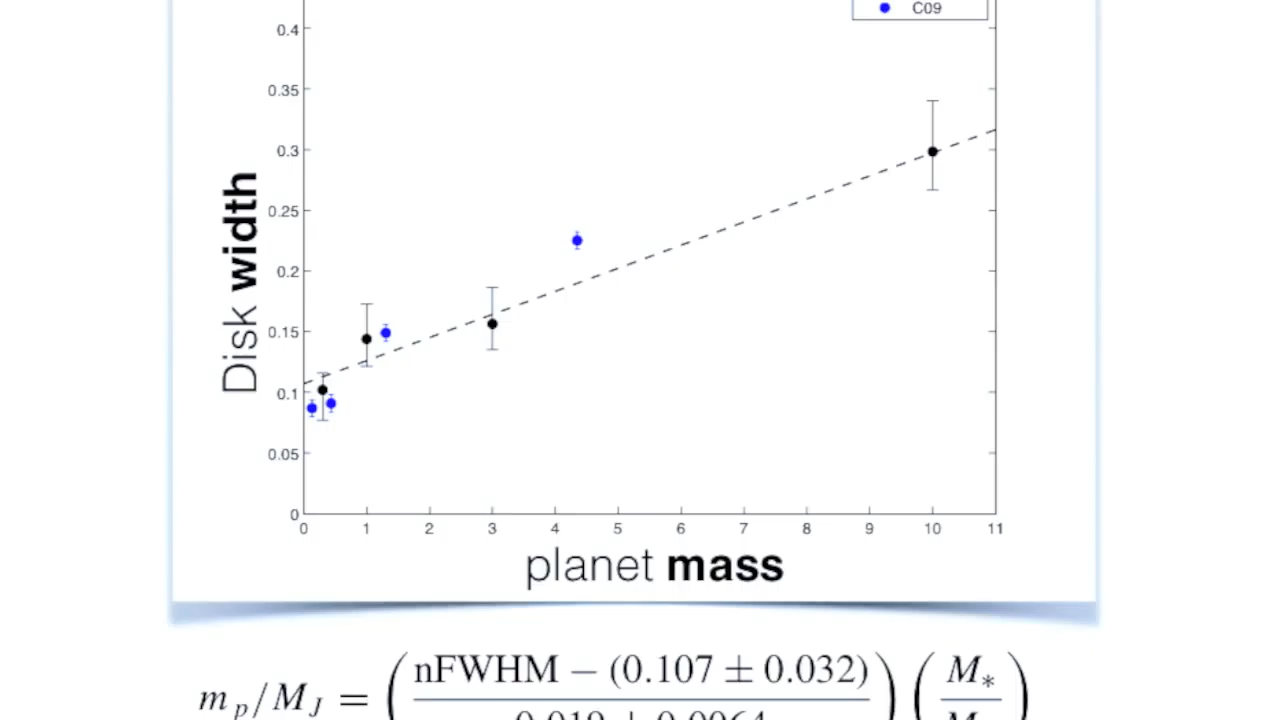 C09
0.4
0.35
0.3
0.25
0.2
0.15
0.1
0.05
0
Disk width
0 1 2 3 4 5 6 7 8 9 10 11
planet mass
m_p/M_J = ( nFWHM − (0.107 ± 0.032) ) ( M_* )